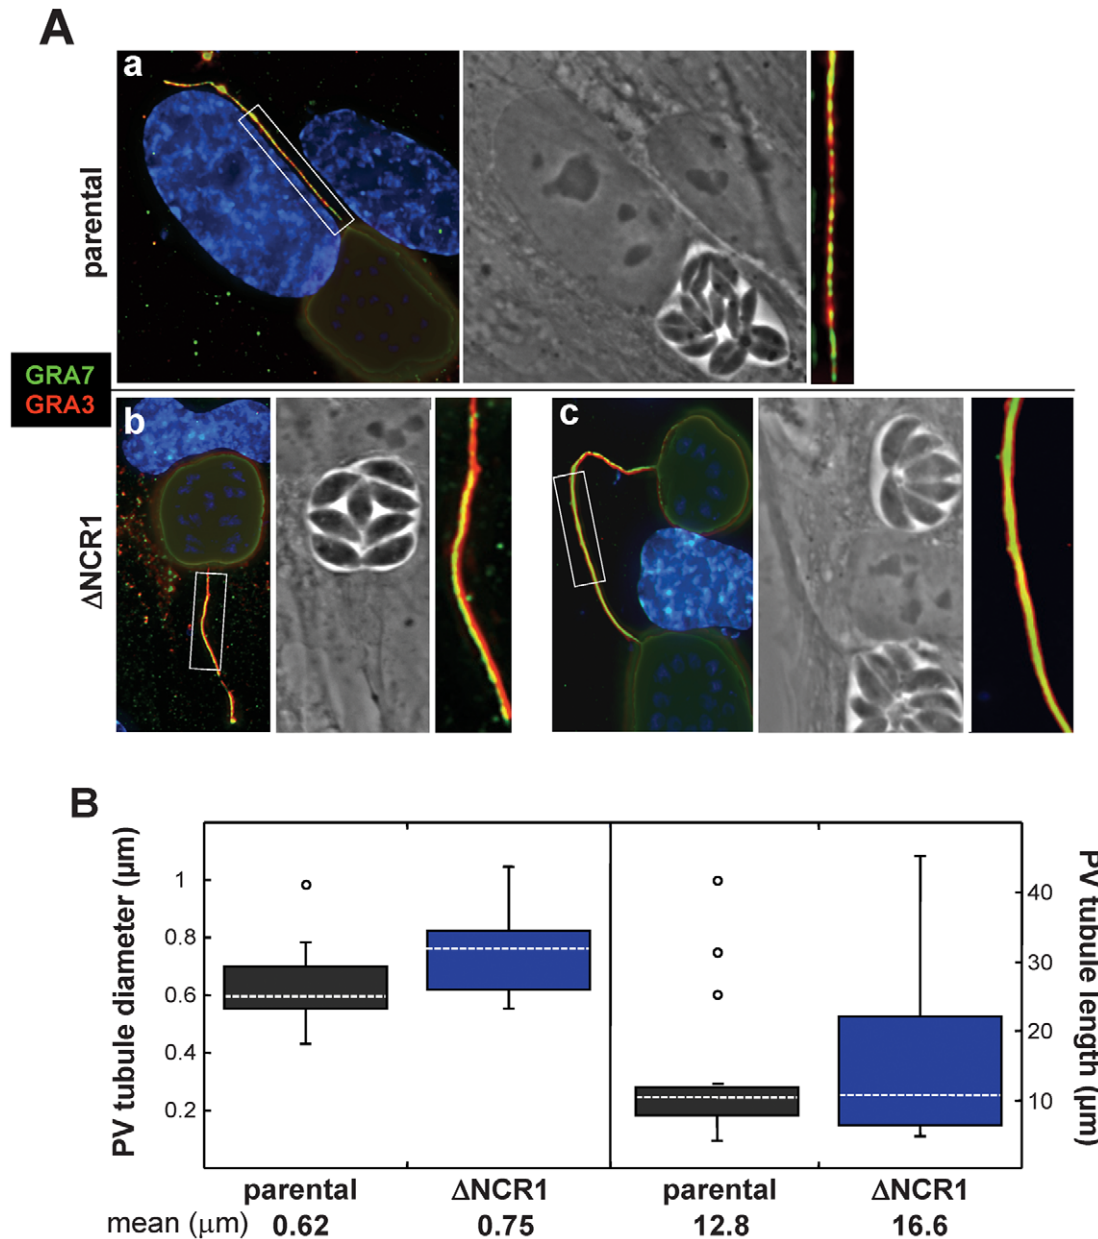 A
a
parental
GRA7
GRA3
b
c
ΔNCR1
B
PV tubule diameter (µm)
1
0.8
0.6
0.4
0.2
40
30
20
10
PV tubule length (µm)
parental ΔNCR1 parental ΔNCR1
mean (µm) 0.62 0.75 12.8 16.6